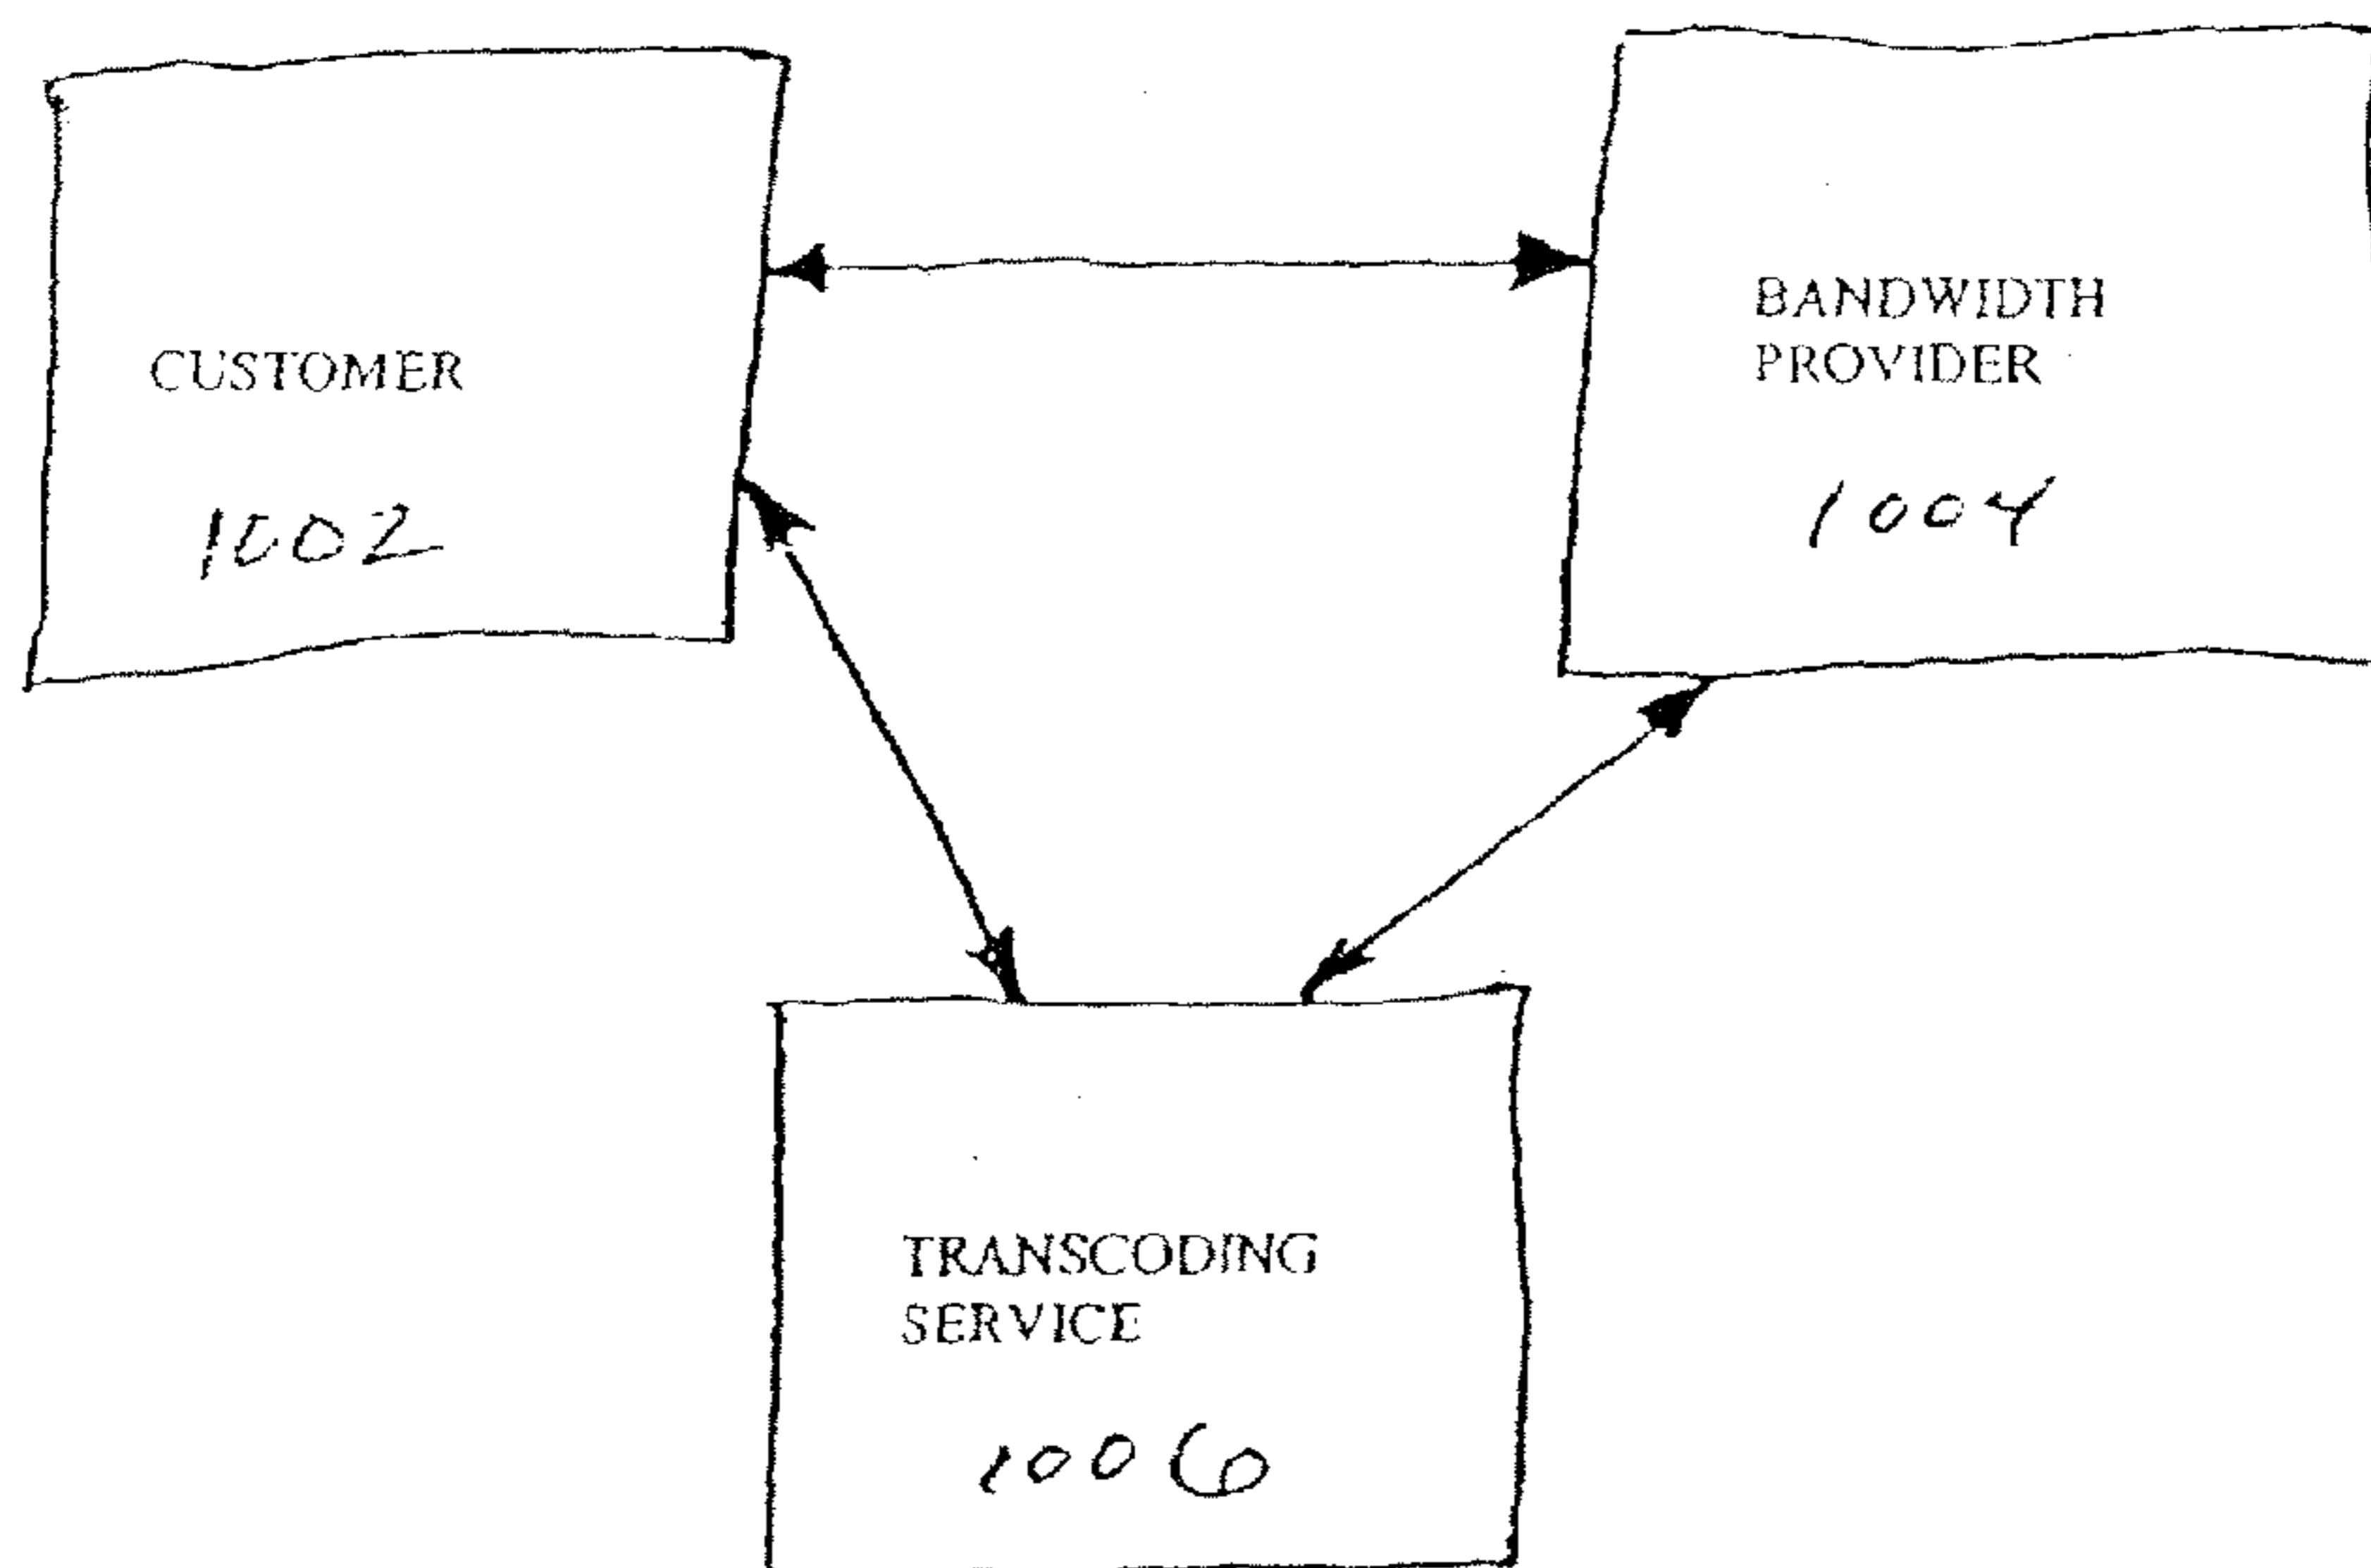 CUSTOMER
1002
BANDWIDTH
PROVIDER
1004
TRANSCODING
SERVICE
1006